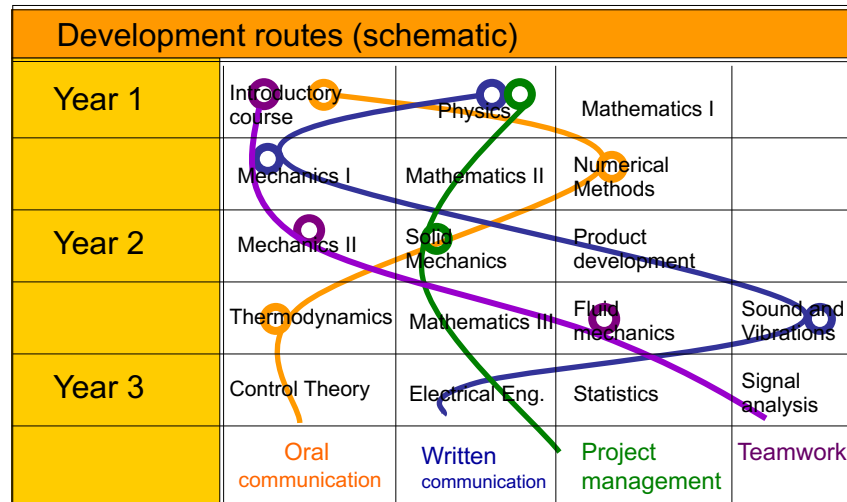 Development routes (schematic)
Year 1
Introductory
course
Physics
Mathematics I
Mechanics I
Mathematics II
Numerical
Methods
Year 2
Mechanics II
Solid
Mechanics
Product
development
Thermodynamics
Mathematics III
Fluid
mechanics
Sound and
Vibrations
Year 3
Control Theory
Electrical Eng.
Statistics
Signal
analysis
Oral
communication
Written
communication
Project
management
Teamwork